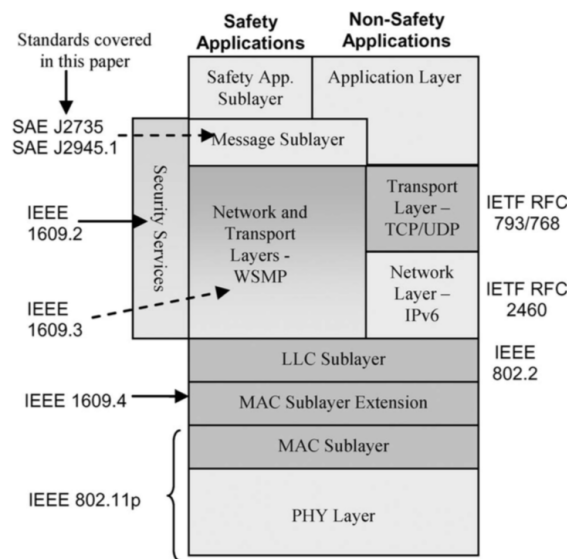 Standards covered
in this paper
Safety
Applications
Non-Safety
Applications
Safety App.
Sublayer
Application Layer
SAE J2735
SAE J2945.1
Message Sublayer
Security Services
IEEE
1609.2
Network and
Transport
Layers -
WSMP
Transport
Layer –
TCP/UDP
IETF RFC
793/768
IEEE
1609.3
Network
Layer –
IPv6
IETF RFC
2460
LLC Sublayer
IEEE
802.2
IEEE 1609.4
MAC Sublayer Extension
MAC Sublayer
IEEE 802.11p
PHY Layer